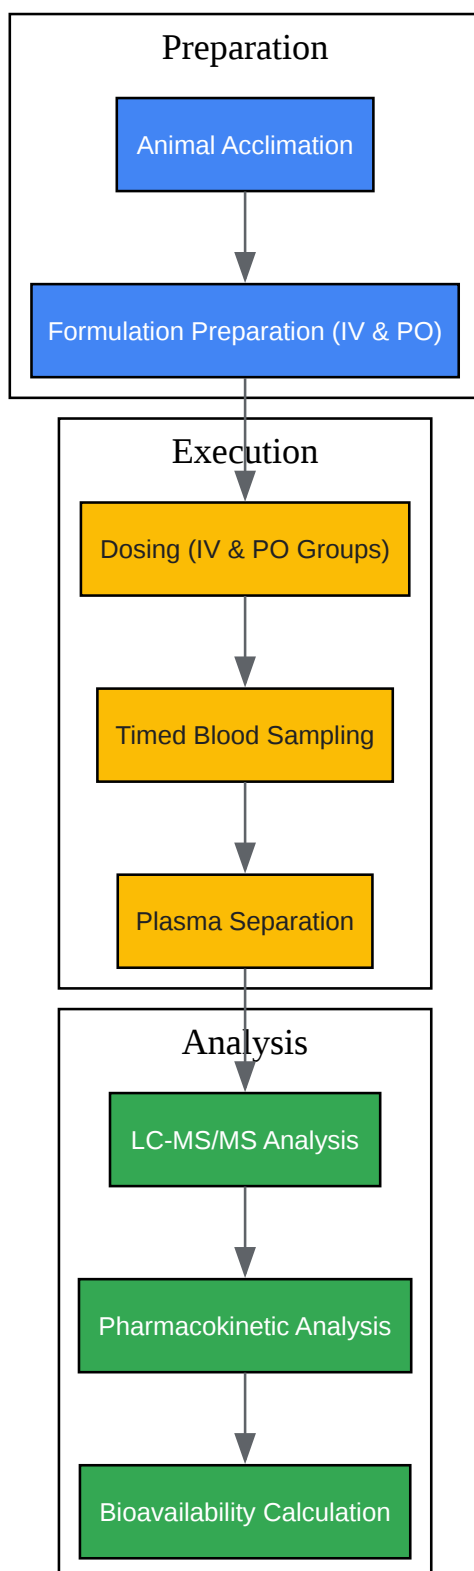 Preparation
Animal Acclimation
Formulation Preparation (IV & PO)
Execution
Dosing (IV & PO Groups)
Timed Blood Sampling
Plasma Separation
Analysis
LC-MS/MS Analysis
Pharmacokinetic Analysis
Bioavailability Calculation